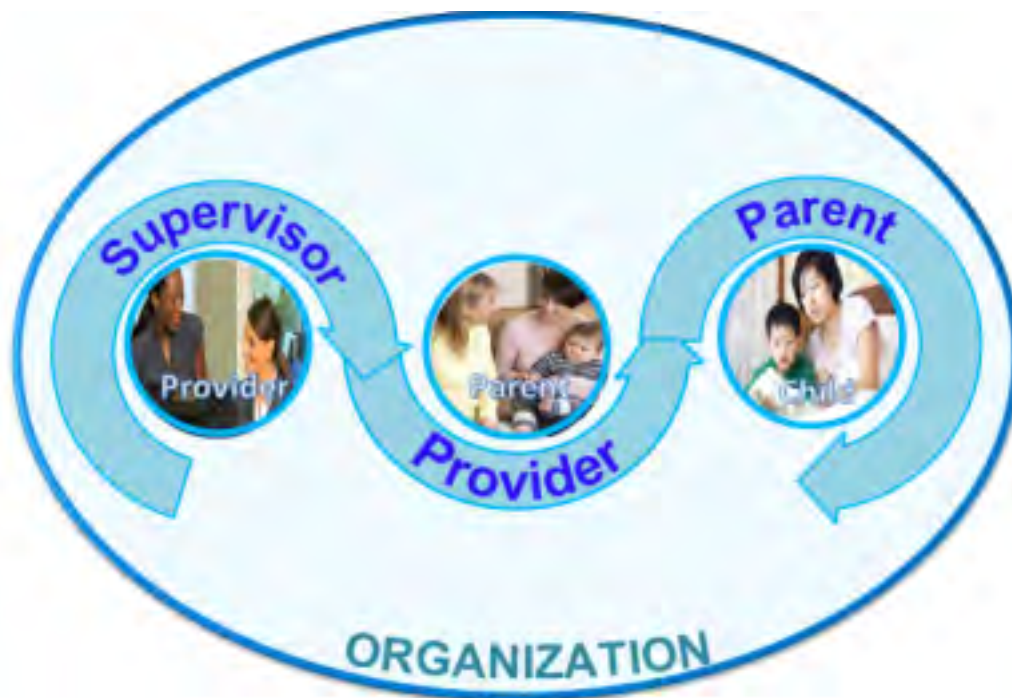 Supervisor
Provider
Provider
Parent
Parent
Child
ORGANIZATION